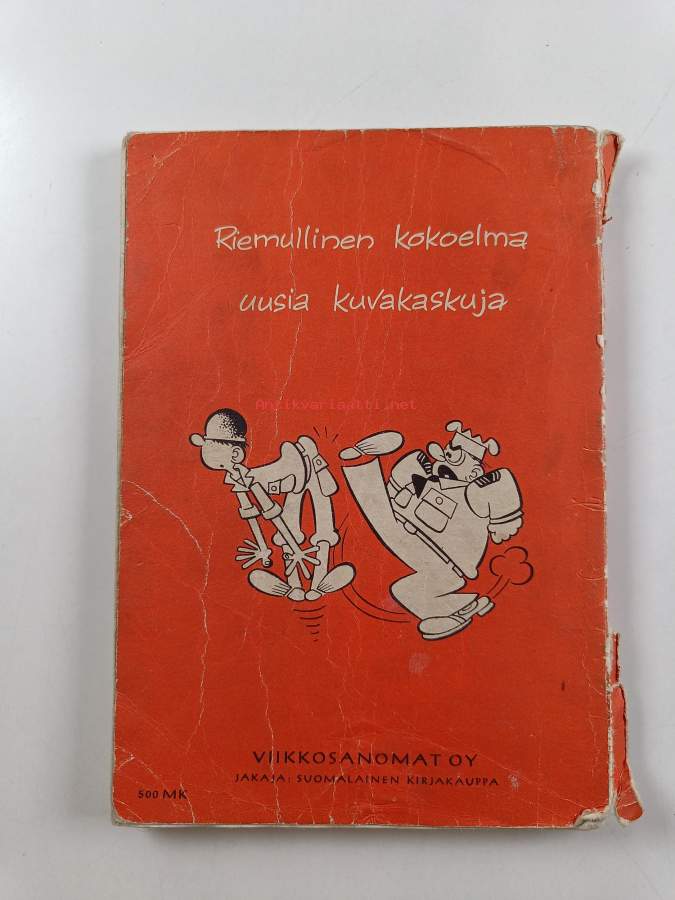 Riemullinen kokoelma
uusia kuvakaskuja
Antikvariaatti.net
VIIKKOSANOMAT OY
JAKAJA: SUOMALAINEN KIRJAKAUPPA
500 MK